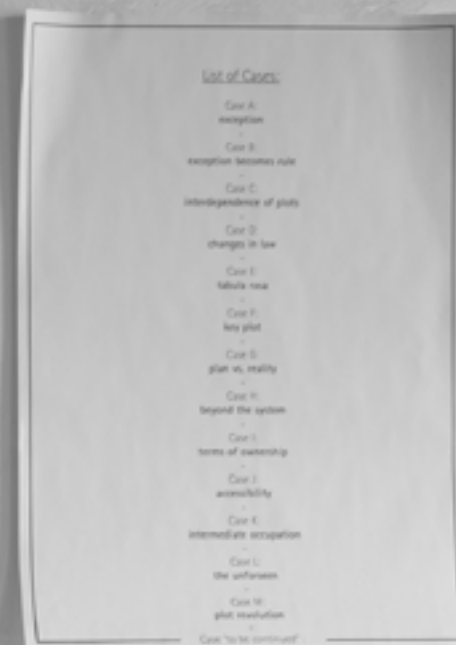 List of Cases:
Case A:
exception
-
Case B:
exception becomes rule
-
Case C:
interdependence of plots
-
Case D:
changes in law
-
Case E:
tabula rasa
-
Case F:
key plot
-
Case G:
plan vs. reality
-
Case H:
beyond the system
-
Case I:
terms of ownership
-
Case J:
accessibility
-
Case K:
intermediate occupation
-
Case L:
the unforseen
-
Case M:
plot revolution
-
Case "to be continued"